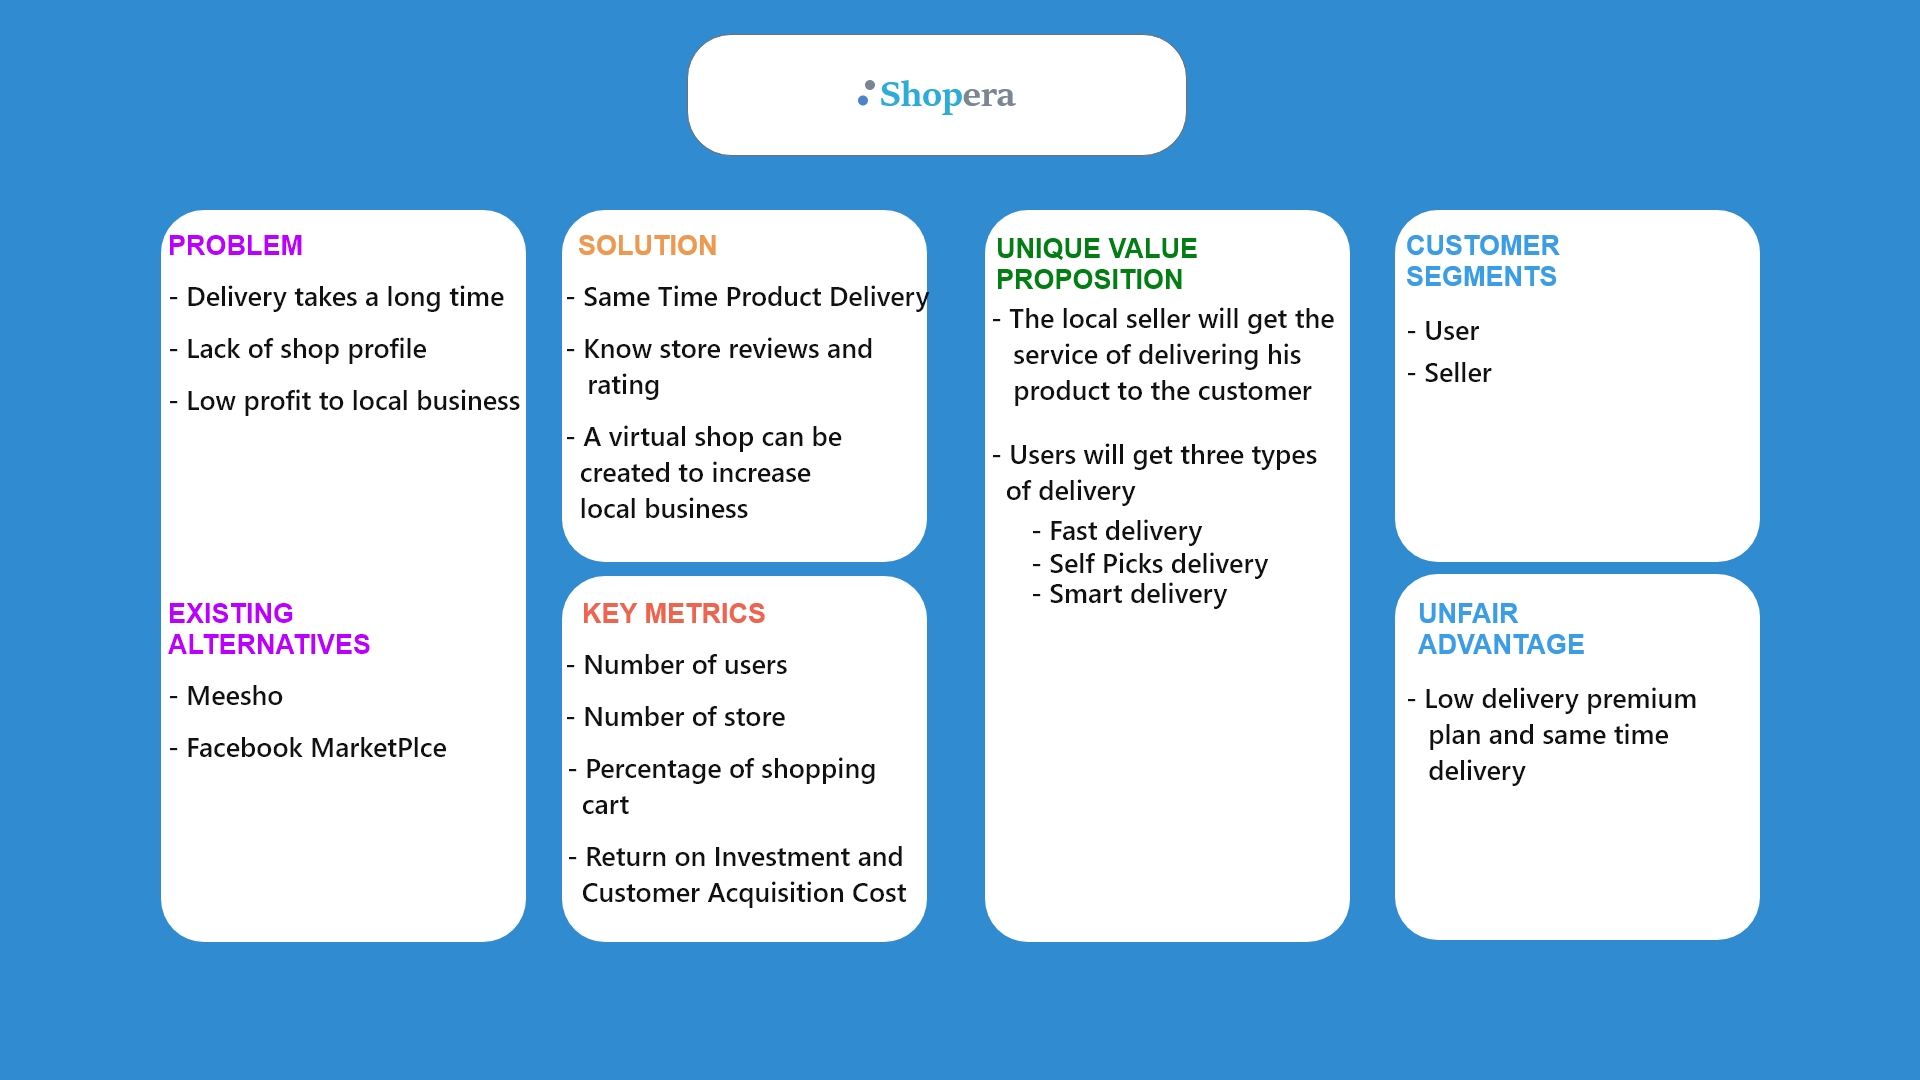 Shopera
PROBLEM
- Delivery takes a long time
- Lack of shop profile
- Low profit to local business
EXISTING
ALTERNATIVES
- Meesho
- Facebook MarketPlce
SOLUTION
- Same Time Product Delivery
- Know store reviews and
rating
- A virtual shop can be
created to increase
local business
KEY METRICS
- Number of users
- Number of store
- Percentage of shopping
cart
- Return on Investment and
Customer Acquisition Cost
UNIQUE VALUE
PROPOSITION
- The local seller will get the
service of delivering his
product to the customer
- Users will get three types
of delivery
- Fast delivery
- Self Picks delivery
- Smart delivery
CUSTOMER
SEGMENTS
- User
- Seller
UNFAIR
ADVANTAGE
- Low delivery premium
plan and same time
delivery